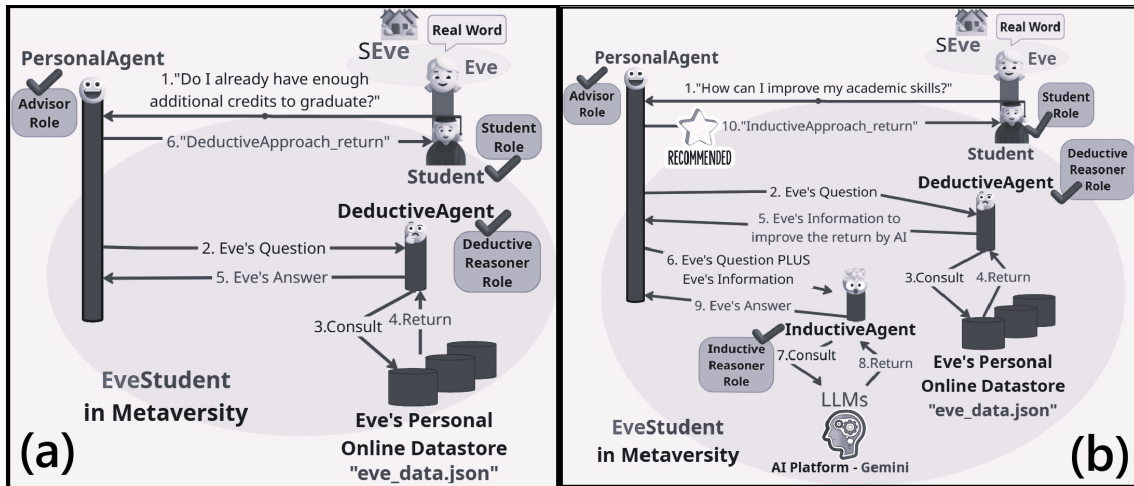 Real Word
SEve
Eve
PersonalAgent
Advisor
Role
1."Do I already have enough
additional credits to graduate?"
6."DeductiveApproach_return"
Student
Role
Student
DeductiveAgent
Deductive
Reasoner
Role
2. Eve's Question
5. Eve's Answer
3.Consult
4.Return
EveStudent
in Metaversity
Eve's Personal
Online Datastore
"eve_data.json"
(a)
Real Word
SEve
Eve
PersonalAgent
Advisor
Role
1."How can I improve my academic skills?"
Student
Role
10."InductiveApproach_return"
RECOMMENDED
Student
Deductive
Reasoner
Role
DeductiveAgent
2. Eve's Question
5. Eve's Information to
improve the return by AI
6. Eve's Question PLUS
Eve's Information
9. Eve's Answer
3.Consult
4.Return
InductiveAgent
Inductive
Reasoner
Role
7.Consult
8.Return
LLMs
AI Platform - Gemini
Eve's Personal
Online Datastore
"eve_data.json"
EveStudent
in Metaversity
(b)